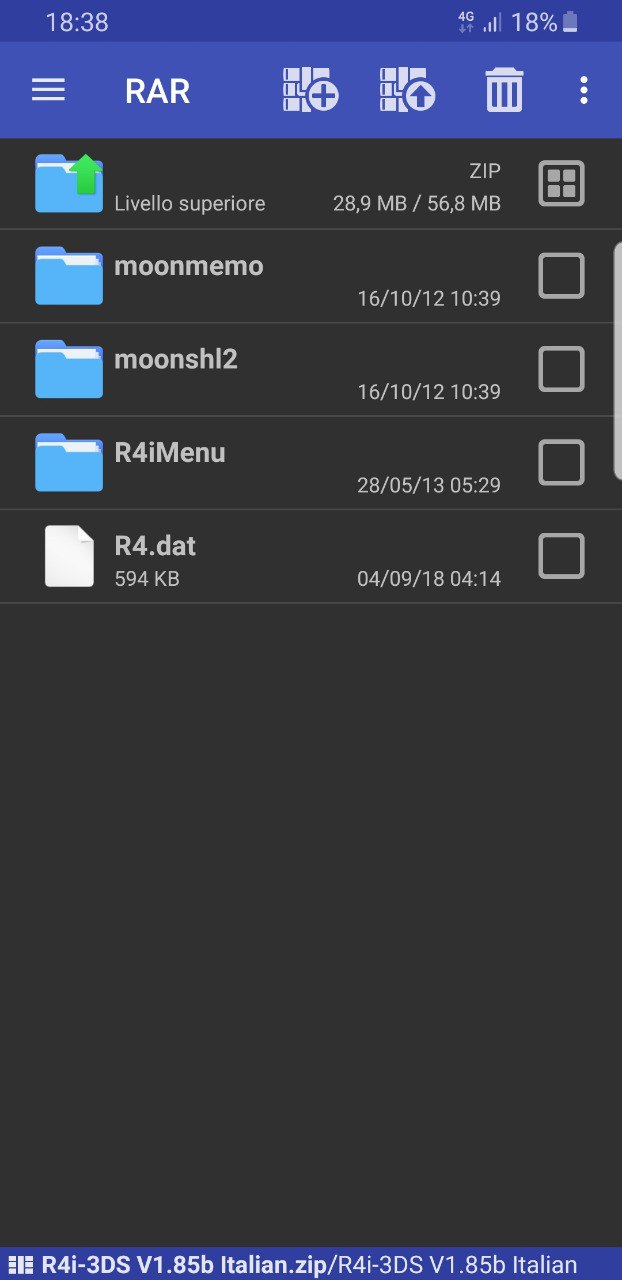 18:38
4G 18%
RAR
ZIP
Livello superiore 28,9 MB / 56,8 MB
moonmemo
16/10/12 10:39
moonshl2
16/10/12 10:39
R4iMenu
28/05/13 05:29
R4.dat
594 KB 04/09/18 04:14
R4i-3DS V1.85b Italian.zip/R4i-3DS V1.85b Italian